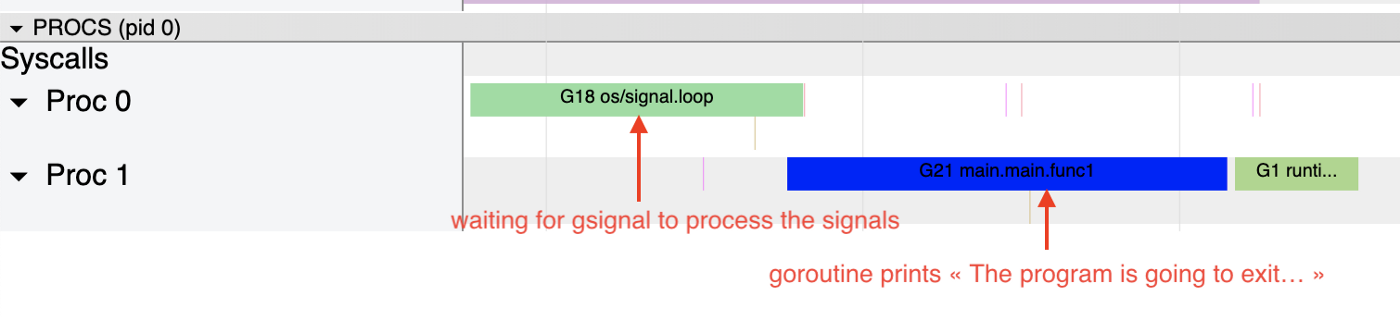 PROCS (pid 0)
Syscalls
Proc 0
G18 os/signal.loop
Proc 1
G21 main.main.func1
G1 runti...
waiting for gsignal to process the signals
goroutine prints « The program is going to exit… »